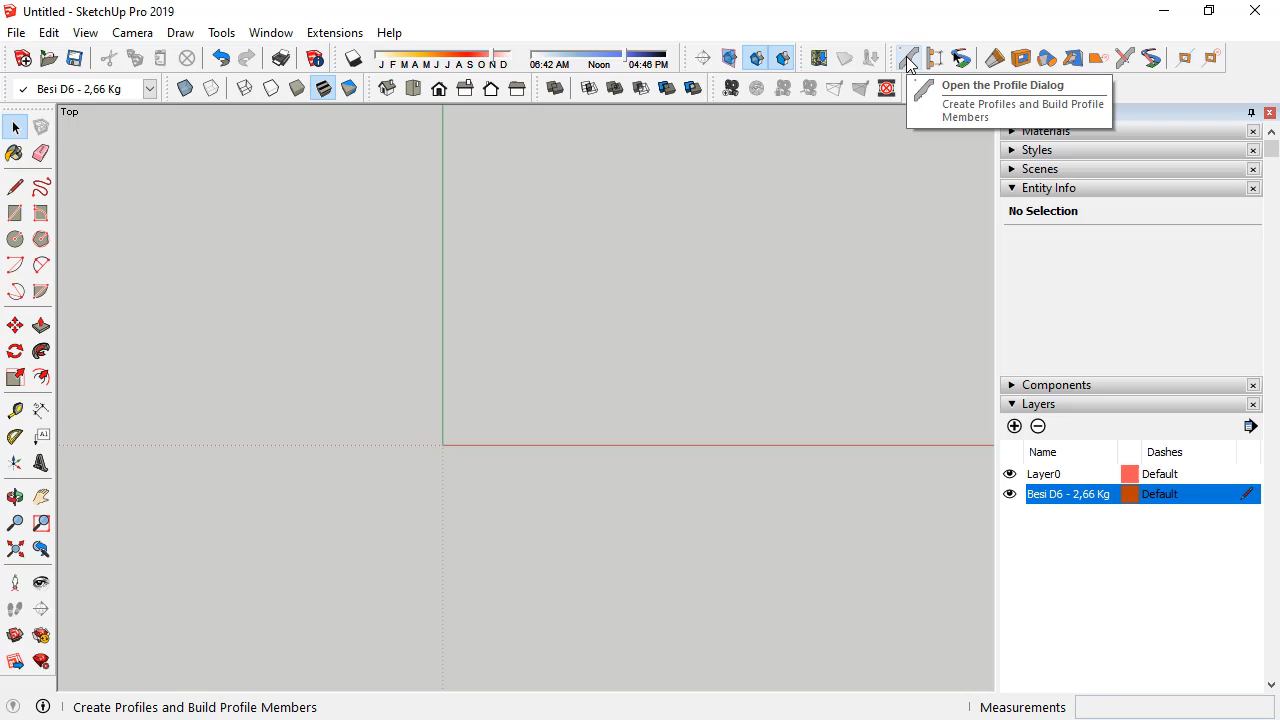 Untitled - SketchUp Pro 2019
File Edit View Camera Draw Tools Window Extensions Help
J F M A M J J A S O N D
06:42 AM Noon 04:46 PM
Besi D6 - 2,66 Kg
Open the Profile Dialog
Create Profiles and Build Profile
Members
Top
Materials
Styles
Scenes
Entity Info
No Selection
Components
Layers
Name Dashes
Layer0 Default
Besi D6 - 2,66 Kg Default
A1
Create Profiles and Build Profile Members
Measurements